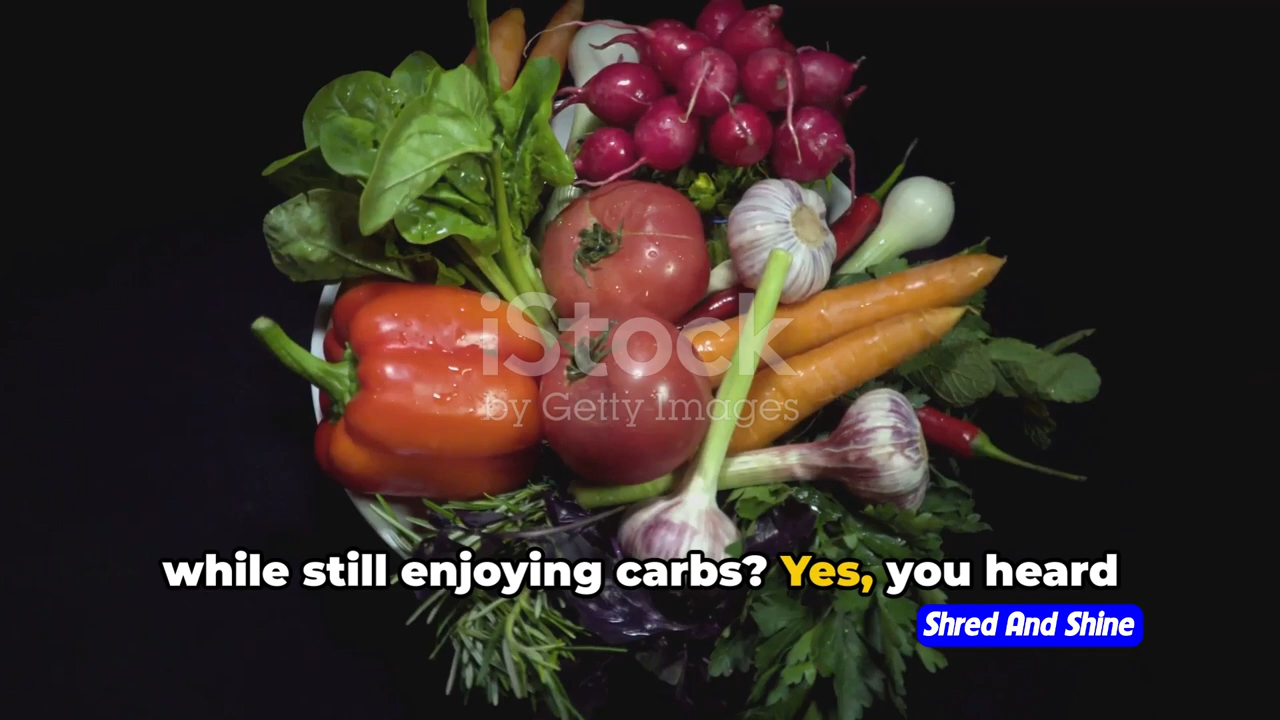 iStock
by Getty Images
while still enjoying carbs? Yes, you heard
Shred And Shine